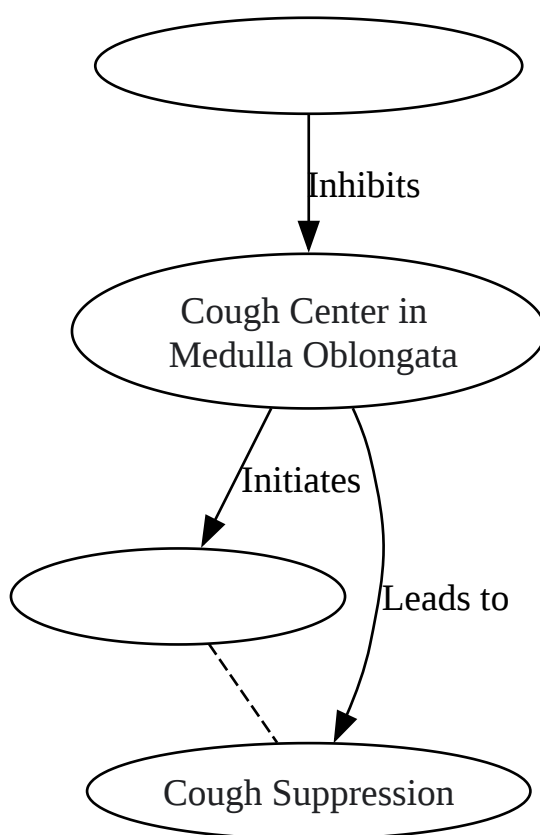 Inhibits
Cough Center in
Medulla Oblongata
Initiates
Leads to
Cough Suppression